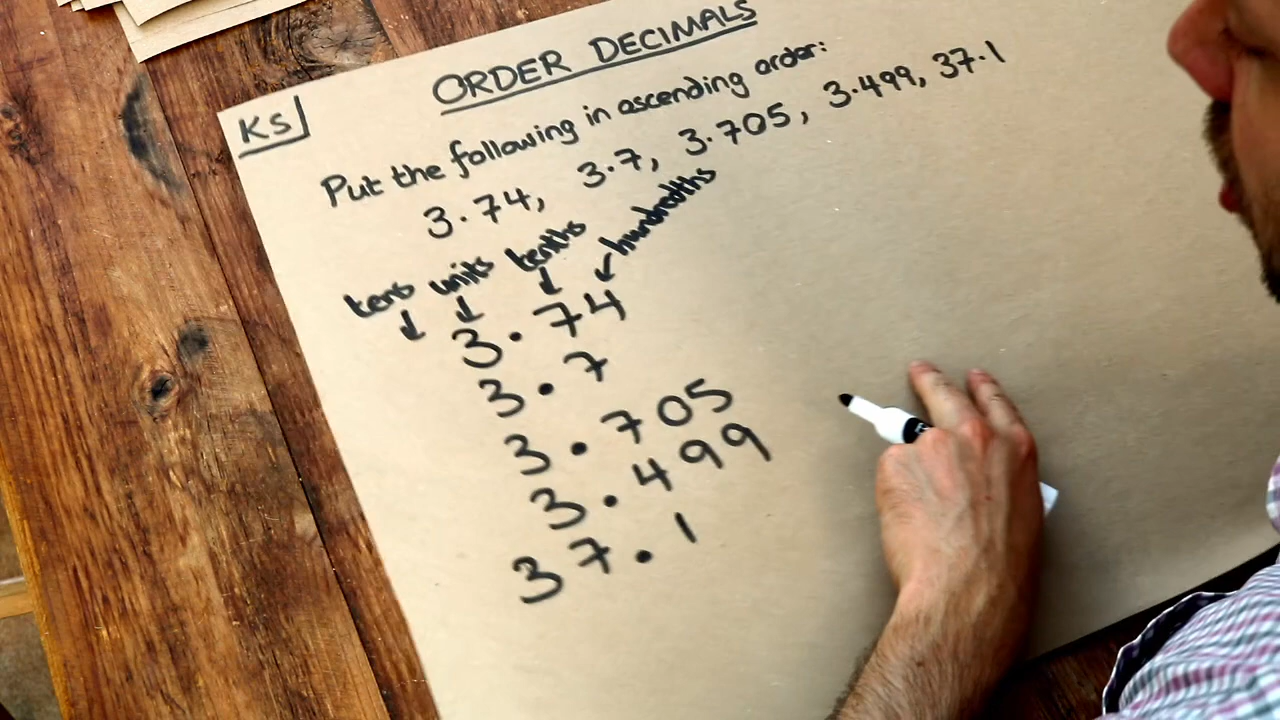 ORDER DECIMALS
KS
Put the following in ascending order:
3.74, 3.7, 3.705, 3.499, 37.1
tens units tenths hundredths
3.74
3.7
3.705
3.499
37.1